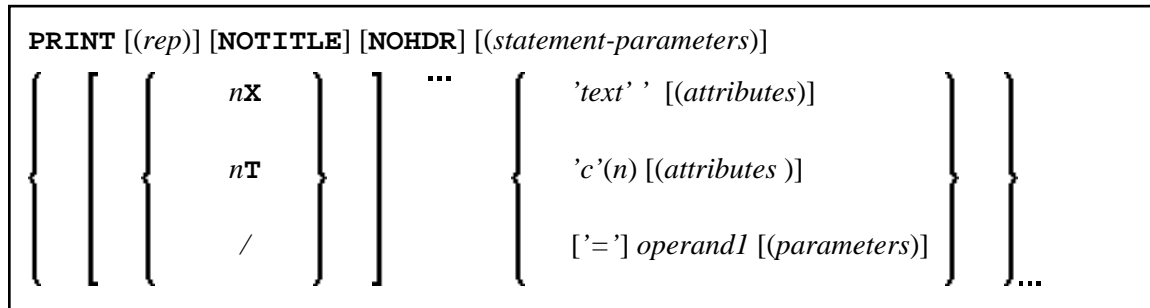 PRINT [(rep)] [NOTITLE] [NOHDR] [(statement-parameters)]
{ [ { nX } ] ... { ’text’ ’ [(attributes)] } }
nT ’c’(n) [(attributes )]
/ [’=’] operand1 [(parameters)] ...